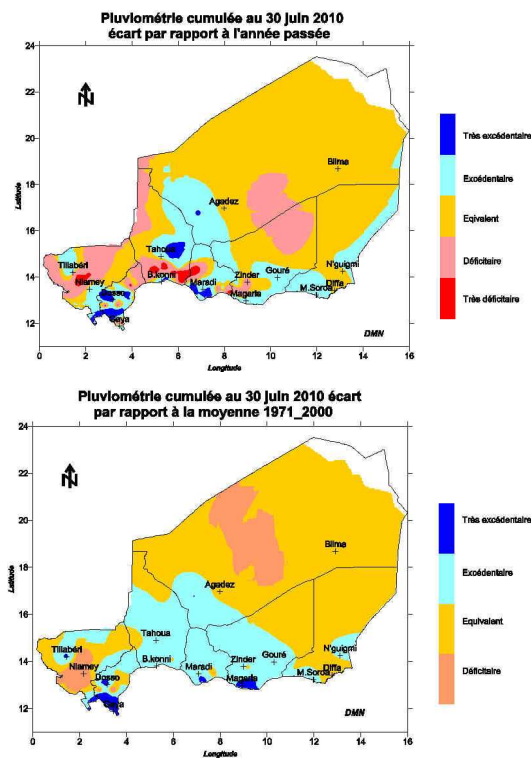 Pluviométrie cumulée au 30 juin 2010
écart par rapport à l'année passée
24
22
20
18
16
14
12
Latitude
N
Bilma
Agadez
Tahoua
Tillabéri
B.konni
Niamey
Dosso
Gaya
Maradi
Zinder
Gouré
Magaria
N'guigmi
Diffa
M.Soroa
DMN
0 2 4 6 8 10 12 14 16
Longitude
Très excédentaire
Excédentaire
Eqivalent
Déficitaire
Très déficitaire
Pluviométrie cumulée au 30 juin 2010 écart
par rapport à la moyenne 1971_2000
24
22
20
18
16
14
12
Latitude
N
Bilma
Agadez
Tahoua
Tillabéri
B.konni
Niamey
Dosso
Gaya
Maradi
Zinder
Gouré
Magaria
N'guigmi
Diffa
M.Soroa
DMN
0 2 4 6 8 10 12 14 16
Longitude
Très excédentaire
Excédentaire
Equivalent
Déficitaire